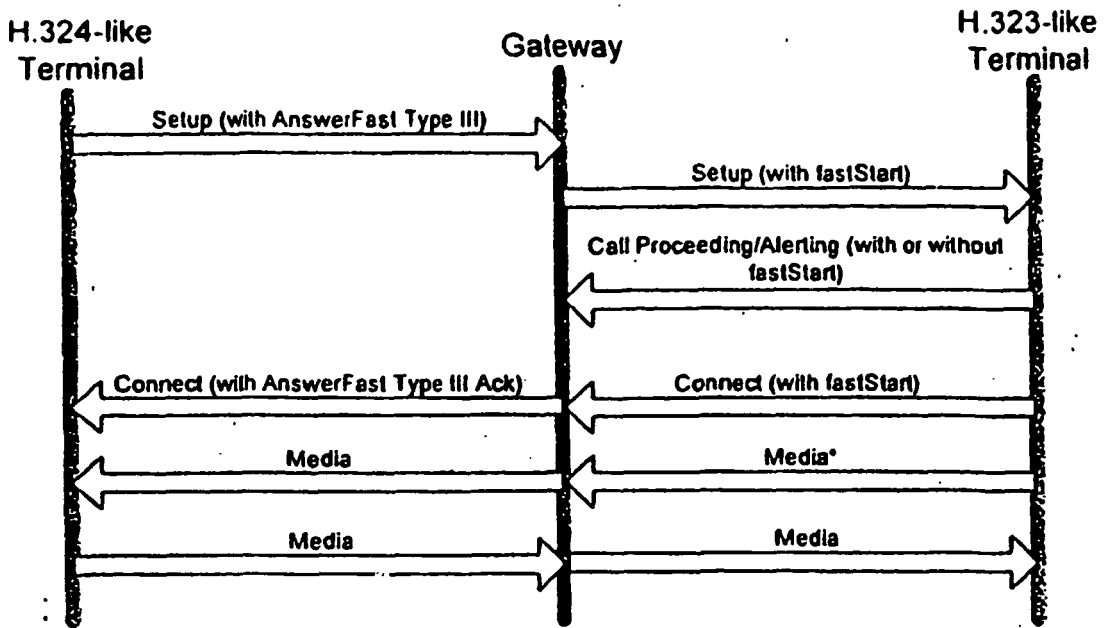 H.324-like
Terminal
Gateway
H.323-like
Terminal
Setup (with AnswerFast Type III)
Setup (with fastStart)
Call Proceeding/Alerting (with or without
fastStart)
Connect (with AnswerFast Type III Ack)
Connect (with fastStart)
Media
Media*
Media
Media